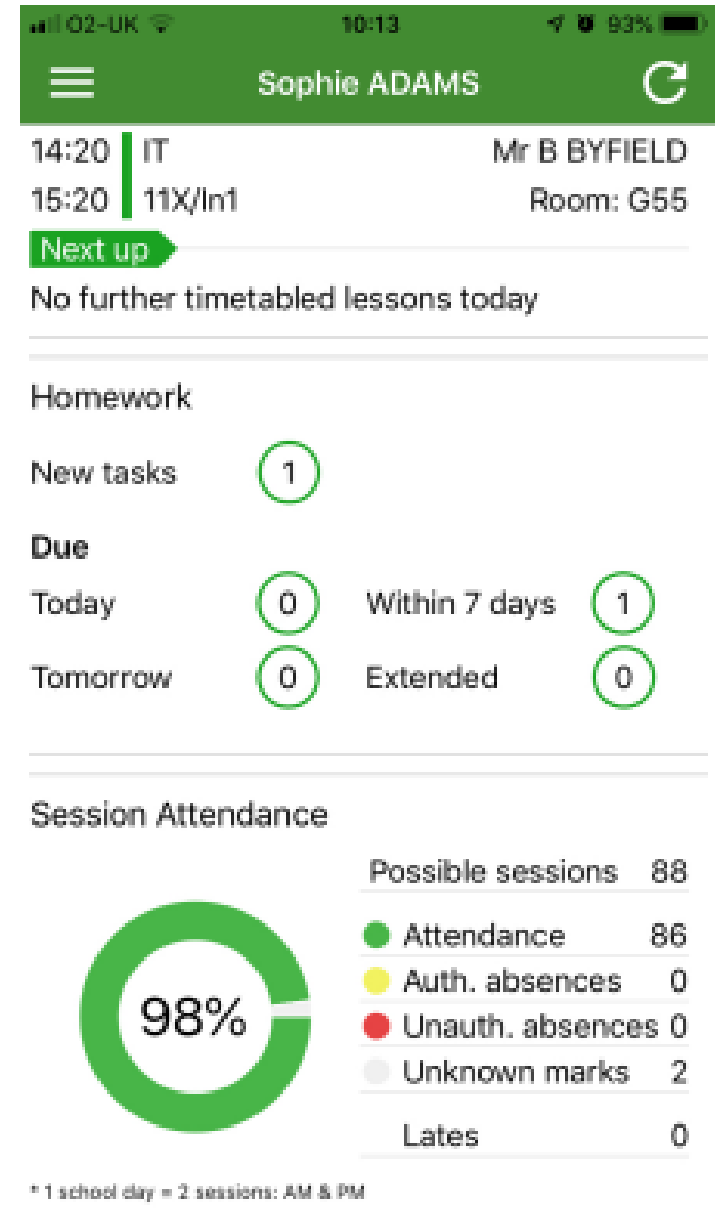 O2-UK 10:13 93%
Sophie ADAMS
14:20 IT Mr B BYFIELD
15:20 11X/In1 Room: G55
Next up
No further timetabled lessons today
Homework
New tasks 1
Due
Today 0 Within 7 days 1
Tomorrow 0 Extended 0
Session Attendance
Possible sessions 88
98%
Attendance 86
Auth. absences 0
Unauth. absences 0
Unknown marks 2
Lates 0
* 1 school day = 2 sessions: AM & PM